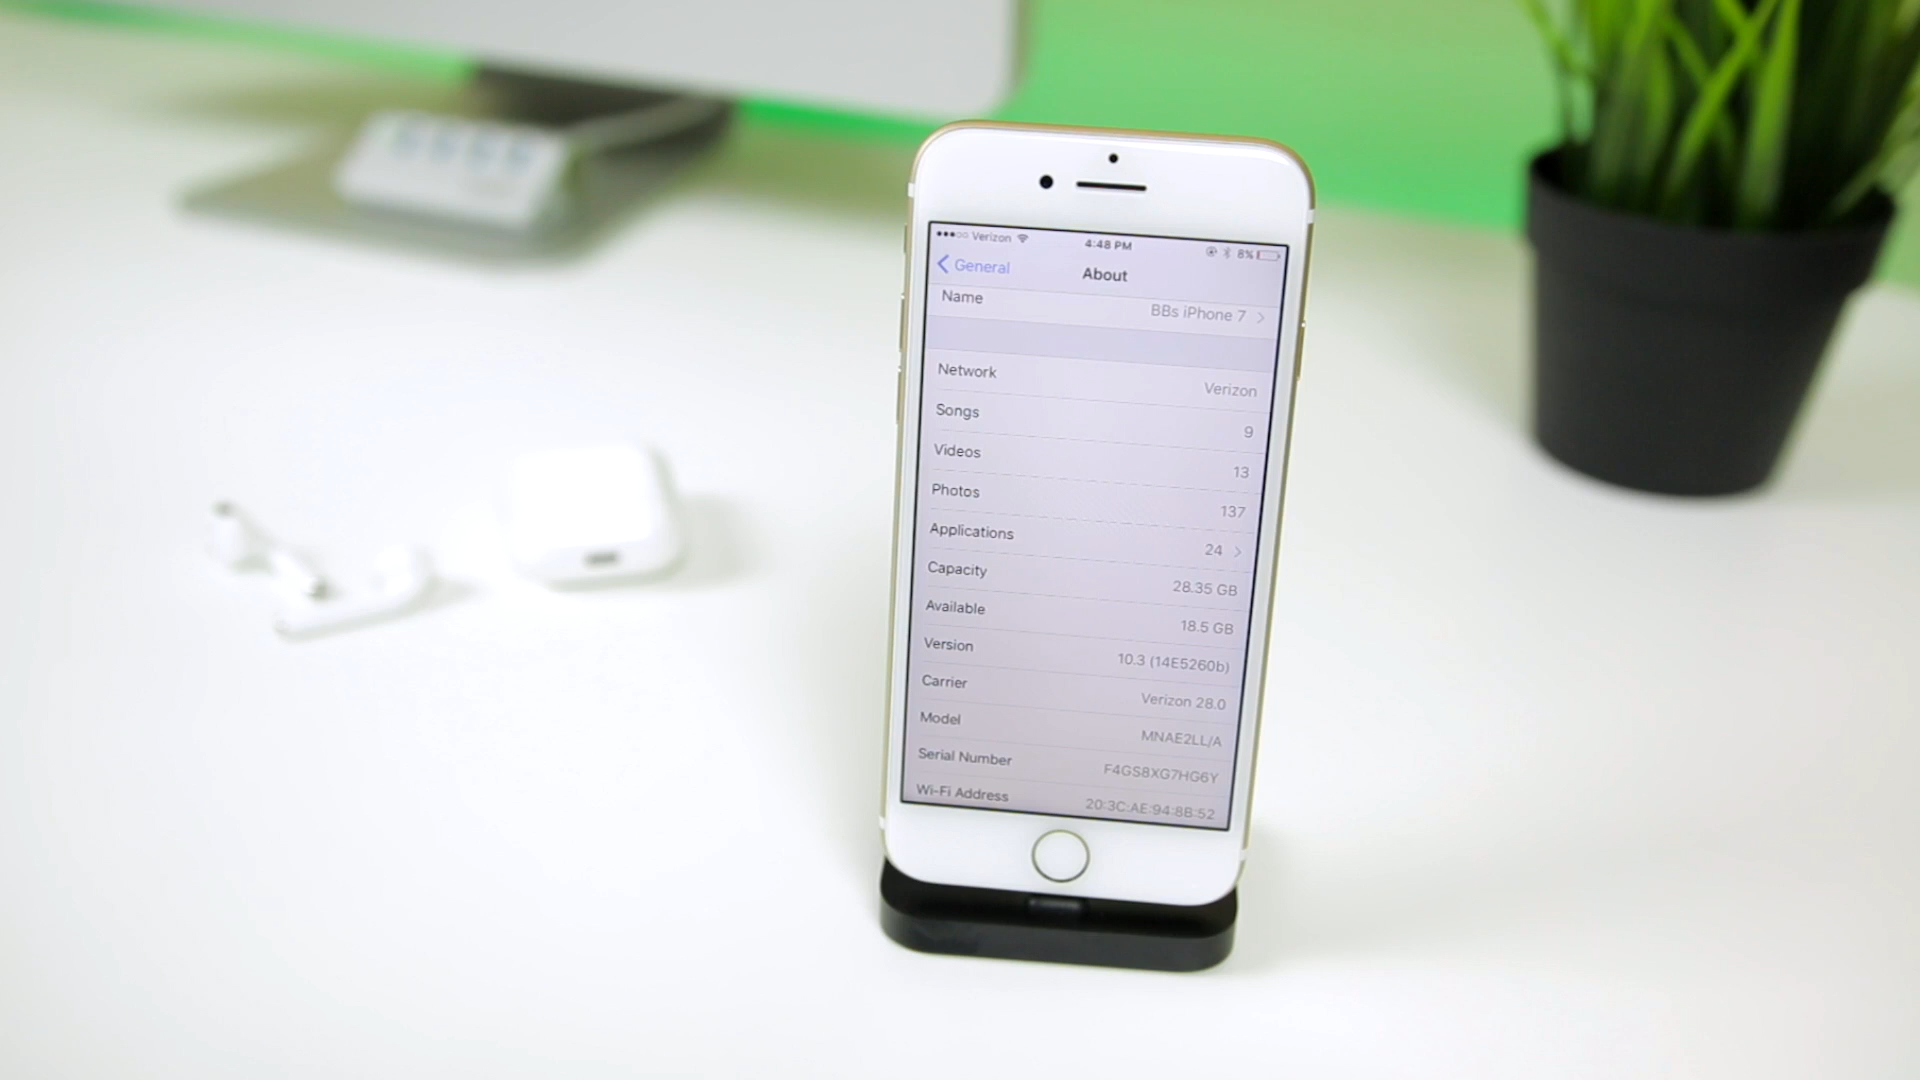 Verizon 4:48 PM 8%
General About
Name BBs iPhone 7
Network Verizon
Songs 9
Videos 13
Photos 137
Applications 24
Capacity 28.35 GB
Available 18.5 GB
Version 10.3 (14E5260b)
Carrier Verizon 28.0
Model MNAE2LL/A
Serial Number F4GS8XG7HG6Y
Wi-Fi Address 20:3C:AE:94:8B:52